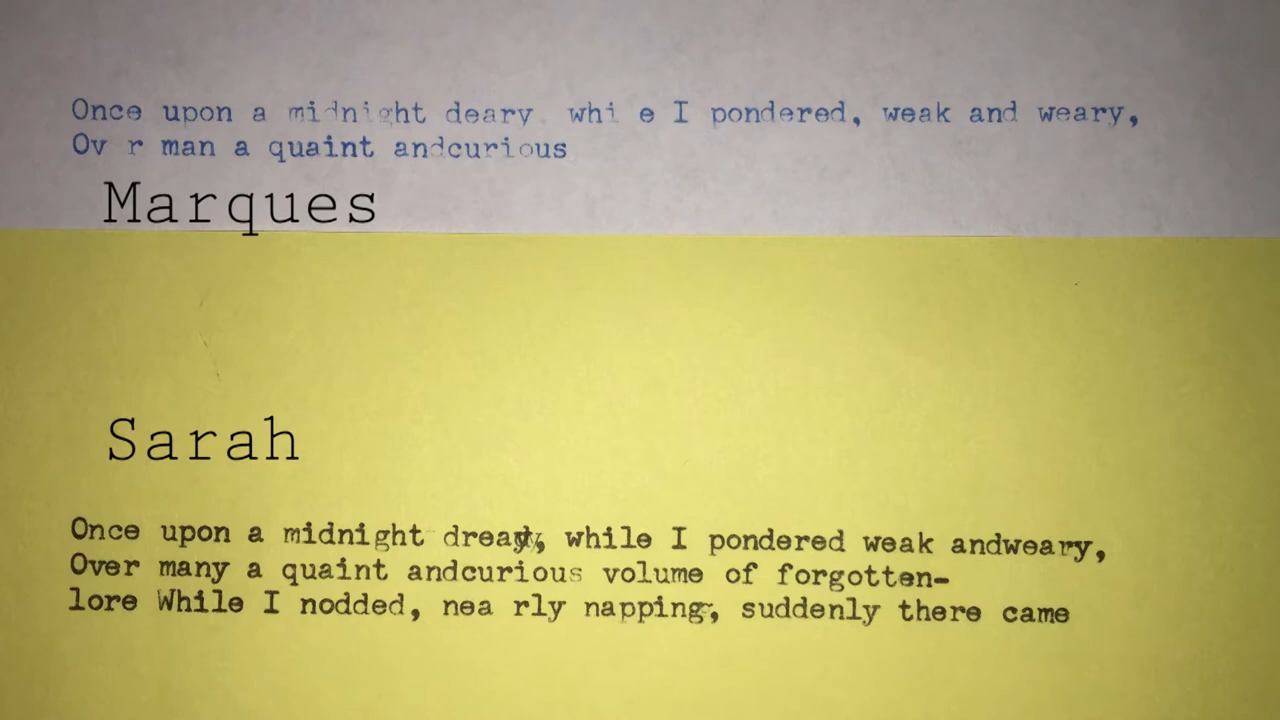 Once upon a midnight deary whi e I pondered, weak and weary,
Ov r man a quaint andcurious
Marques
Sarah
Once upon a midnight dreary, while I pondered weak andweary,
Over many a quaint andcurious volume of forgotten-
lore While I nodded, nea rly napping, suddenly there came